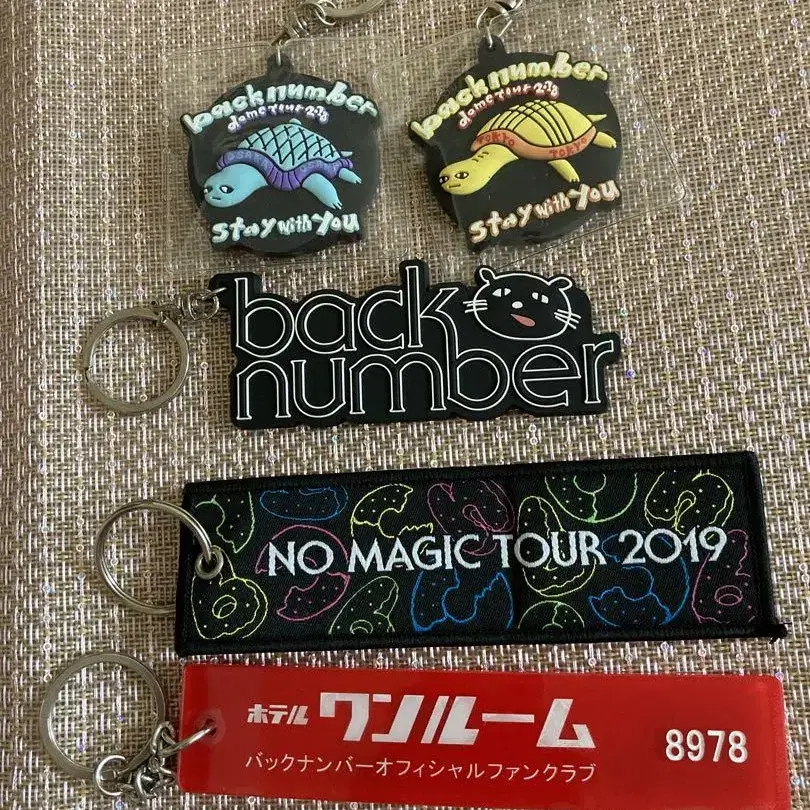 back number
dome tour 2018
OSAKA
stay with you
back number
dome tour 2018
TOKYO TOKYO
stay with you
back
number
NO MAGIC TOUR 2019
ホテル ワンルーム
バックナンバーオフィシャルファンクラブ
8978